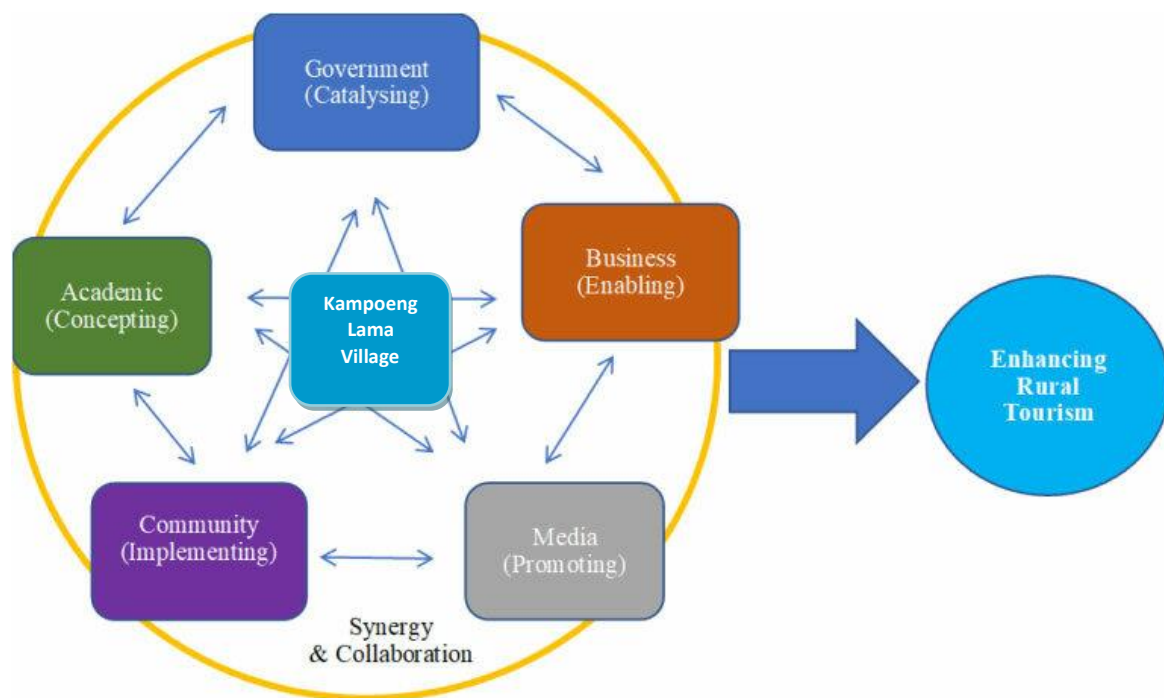 Government
(Catalysing)
Business
(Enabling)
Academic
(Concepting)
Kampoeng
Lama
Village
Enhancing
Rural
Tourism
Community
(Implementing)
Media
(Promoting)
Synergy
& Collaboration